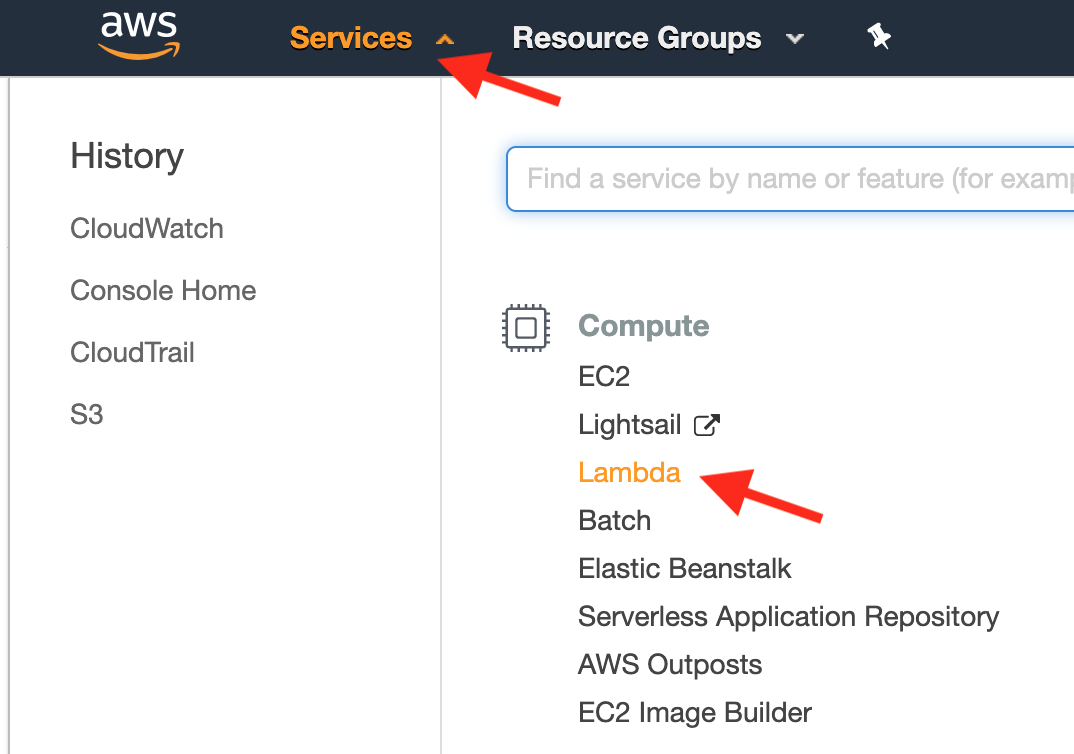 aws
Services
Resource Groups
History
CloudWatch
Console Home
CloudTrail
S3
Find a service by name or feature (for examp
Compute
EC2
Lightsail
Lambda
Batch
Elastic Beanstalk
Serverless Application Repository
AWS Outposts
EC2 Image Builder